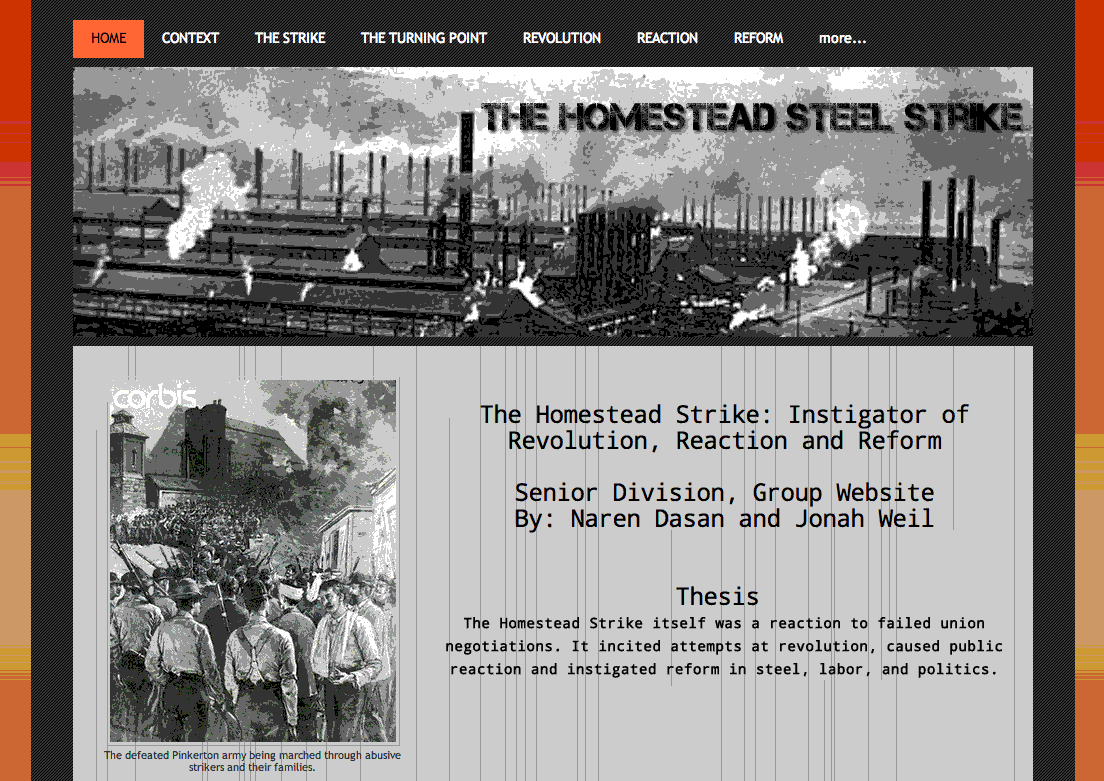 HOME CONTEXT THE STRIKE THE TURNING POINT REVOLUTION REACTION REFORM more...
THE HOMESTEAD STEEL STRIKE
corbis
The Homestead Strike: Instigator of
Revolution, Reaction and Reform
Senior Division, Group Website
By: Naren Dasan and Jonah Weil
Thesis
The Homestead Strike itself was a reaction to failed union
negotiations. It incited attempts at revolution, caused public
reaction and instigated reform in steel, labor, and politics.
The defeated Pinkerton army being marched through abusive
strikers and their families.